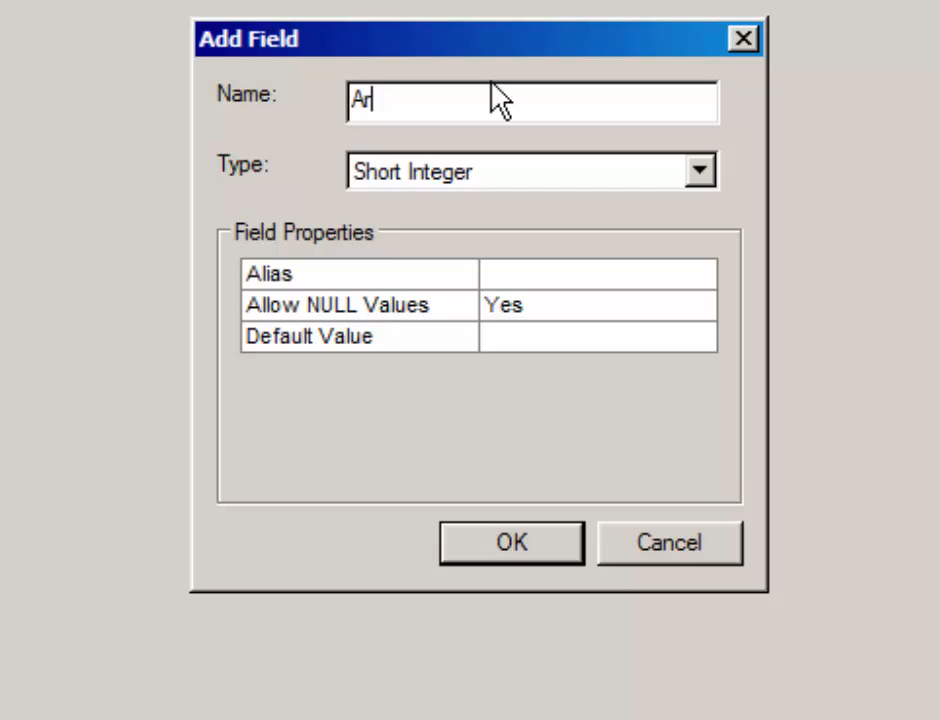 Add Field
Name: Ar
Type: Short Integer
Field Properties
Alias
Allow NULL Values Yes
Default Value
OK Cancel